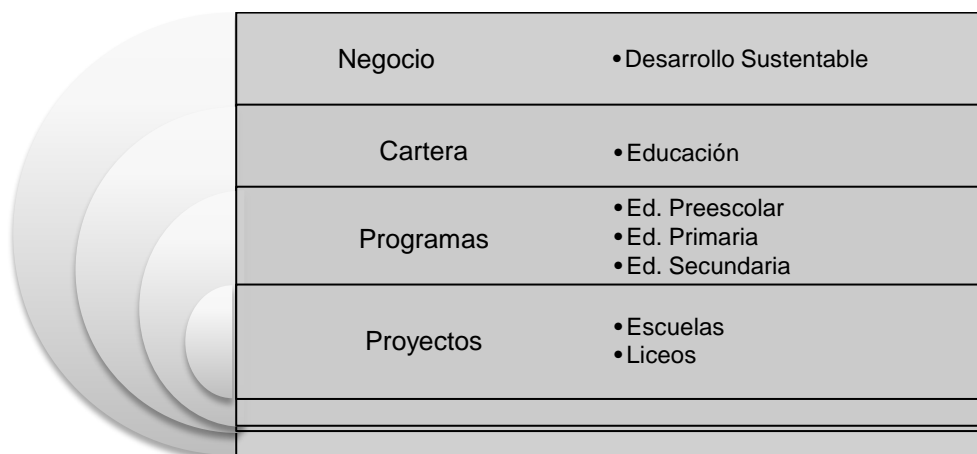 Negocio
• Desarrollo Sustentable
Cartera
• Educación
Programas
• Ed. Preescolar
• Ed. Primaria
• Ed. Secundaria
Proyectos
• Escuelas
• Liceos